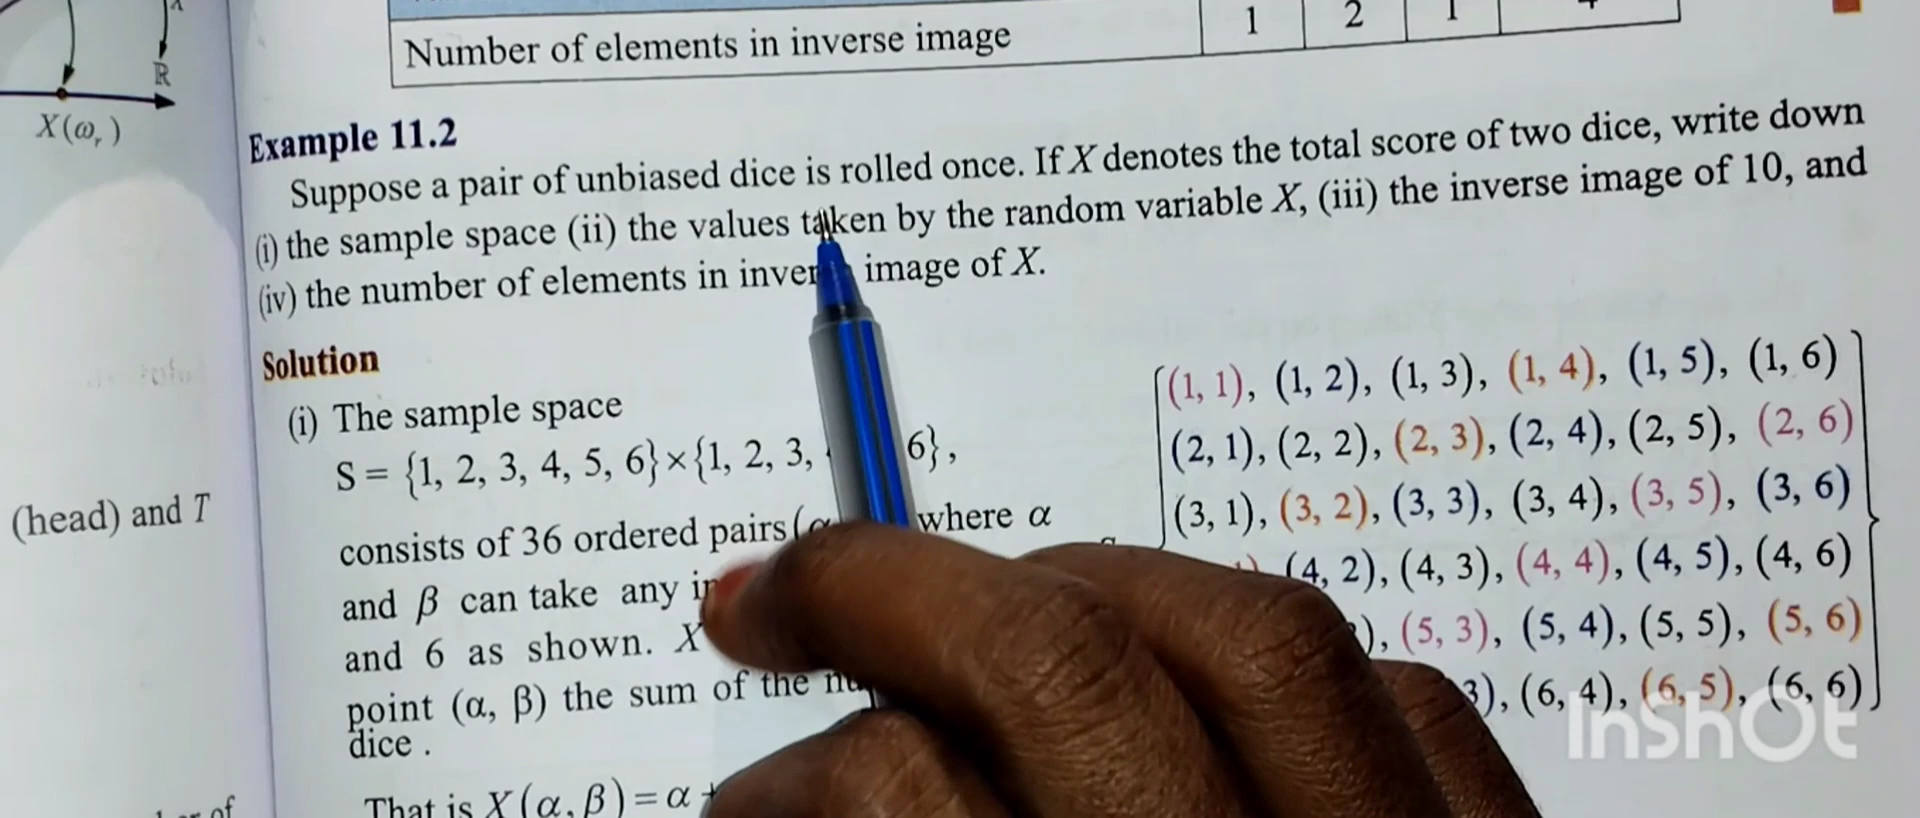 R
X(ωr)
(head) and T
Number of elements in inverse image 1 2 1
Example 11.2
Suppose a pair of unbiased dice is rolled once. If X denotes the total score of two dice, write down
(i) the sample space (ii) the values taken by the random variable X, (iii) the inverse image of 10, and
(iv) the number of elements in image of X.
Solution
(i) The sample space
S = {1, 2, 3, 4, 5, 6}×{1, 2, 3, 6},
consists of 36 ordered pairs ( where α
and β can take any
and 6 as shown. X
point (α, β) the sum of the
dice .
That is X(α, β) = α +
(1, 1), (1, 2), (1, 3), (1, 4), (1, 5), (1, 6)
(2, 1), (2, 2), (2, 3), (2, 4), (2, 5), (2, 6)
(3, 1), (3, 2), (3, 3), (3, 4), (3, 5), (3, 6)
(4, 2), (4, 3), (4, 4), (4, 5), (4, 6)
), (5, 3), (5, 4), (5, 5), (5, 6)
3), (6, 4), (6, 5), (6, 6)
InShOt